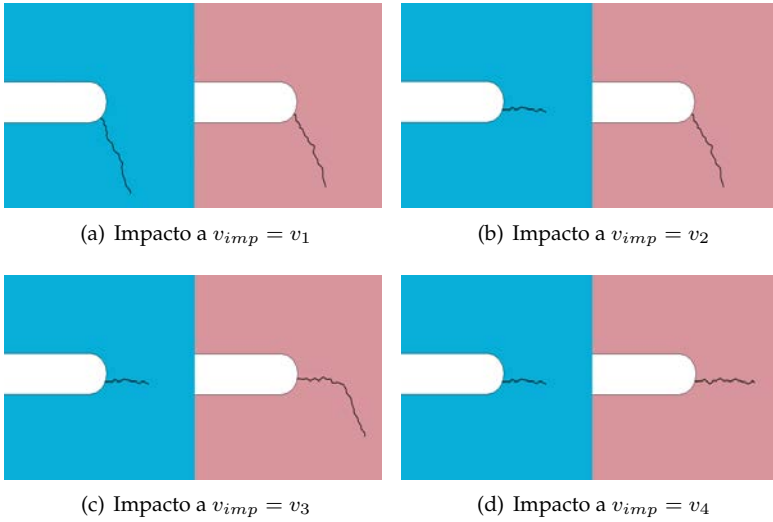 (a) Impacto a v_{imp} = v_1
(b) Impacto a v_{imp} = v_2
(c) Impacto a v_{imp} = v_3
(d) Impacto a v_{imp} = v_4